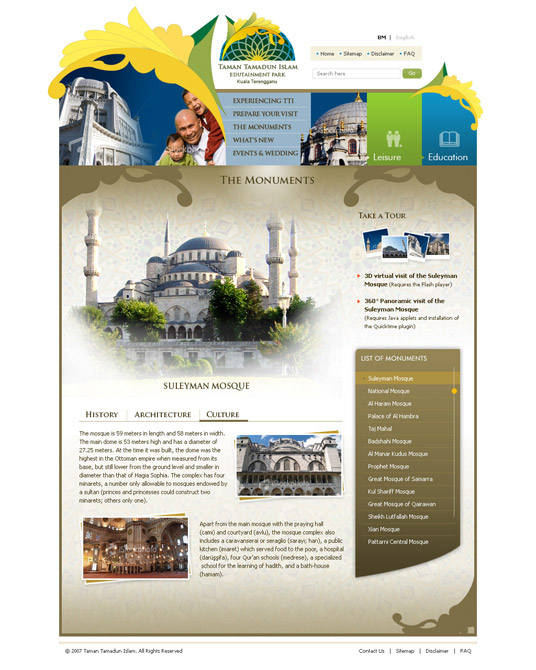 BM | English
Home Sitemap Disclaimer FAQ
Search here Go
Taman Tamadun Islam
EDUTAINMENT PARK
Kuala Terengganu
EXPERIENCING TTI
PREPARE YOUR VISIT
THE MONUMENTS
WHAT'S NEW
EVENTS & WEDDING
Leisure
Education
The Monuments
SULEYMAN MOSQUE
History Architecture Culture
The mosque is 59 meters in length and 58 meters in width.
The main dome is 53 meters high and has a diameter of
27.25 meters. At the time it was built, the dome was the
highest in the Ottoman empire when measured from its
base, but still lower from the ground level and smaller in
diameter than that of Hagia Sophia. The complex has four
minarets, a number only allowable to mosques endowed by
a sultan (princes and princesses could construct two
minarets; others only one).
Apart from the main mosque with the praying hall
(cami) and courtyard (avlu), the mosque complex also
includes a caravanserai or seraglio (saray; han), a public
kitchen (imaret) which served food to the poor, a hospital
(darüşşifa), four Qur'an schools (medrese), a specialized
school for the learning of hadith, and a bath-house
(hamam).
Take a Tour
3D virtual visit of the Suleyman
Mosque (Requires the Flash player)
360° Panoramic visit of the
Suleyman Mosque
(Requires Java applets and installation of
the Quicktime plugin)
LIST OF MONUMENTS
Suleyman Mosque
National Mosque
Al Haram Mosque
Palace of Al Hambra
Taj Mahal
Badshahi Mosque
Al Manar Kudus Mosque
Prophet Mosque
Great Mosque of Samarra
Kul Shariff Mosque
Great Mosque of Qairawan
Sheikh Lutfallah Mosque
Xian Mosque
Pattarni Central Mosque
© 2007 Taman Tamadun Islam. All Rights Reserved
Contact Us | Sitemap | Disclaimer | FAQ